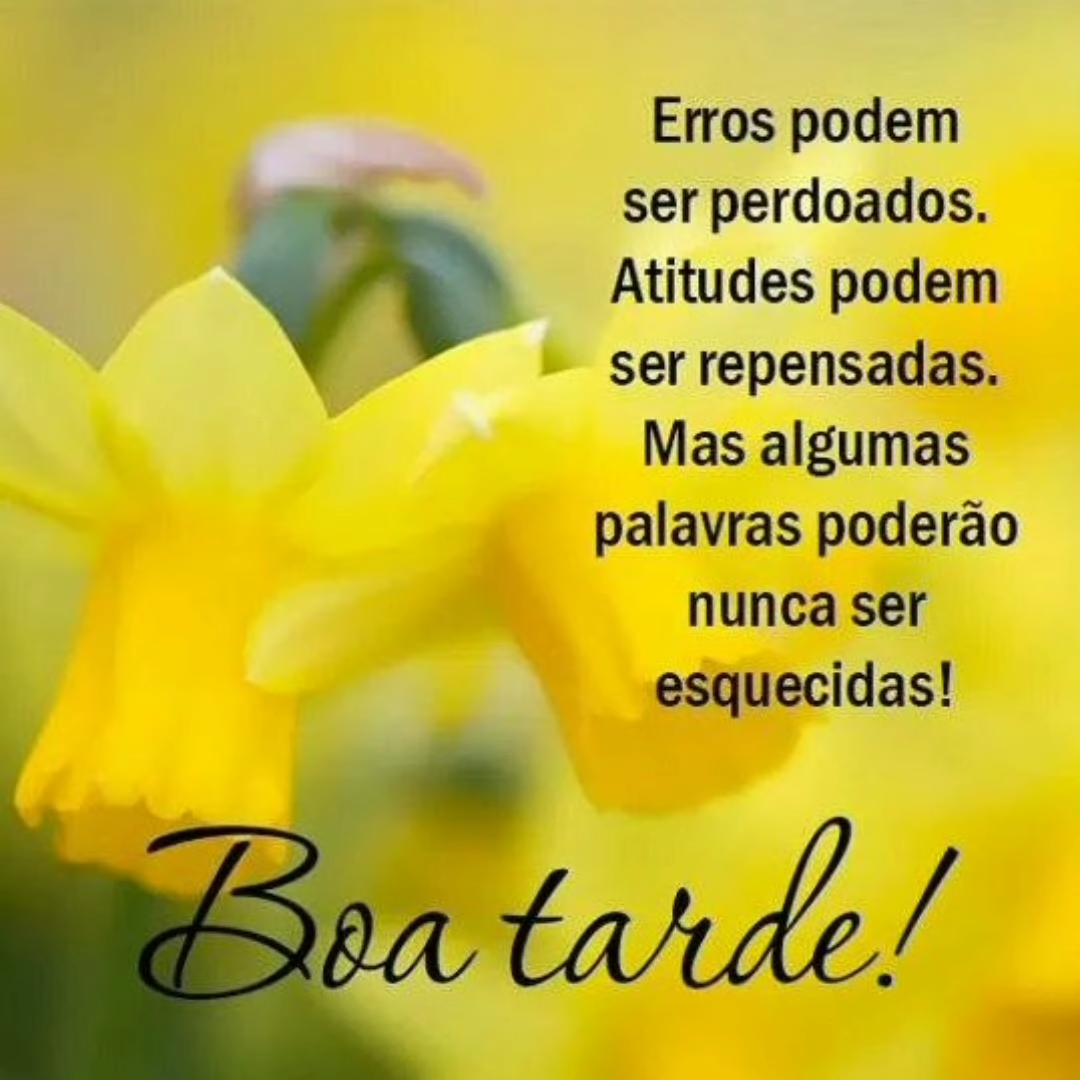 Erros podem
ser perdoados.
Atitudes podem
ser repensadas.
Mas algumas
palavras poderão
nunca ser
esquecidas!
Boa tarde!